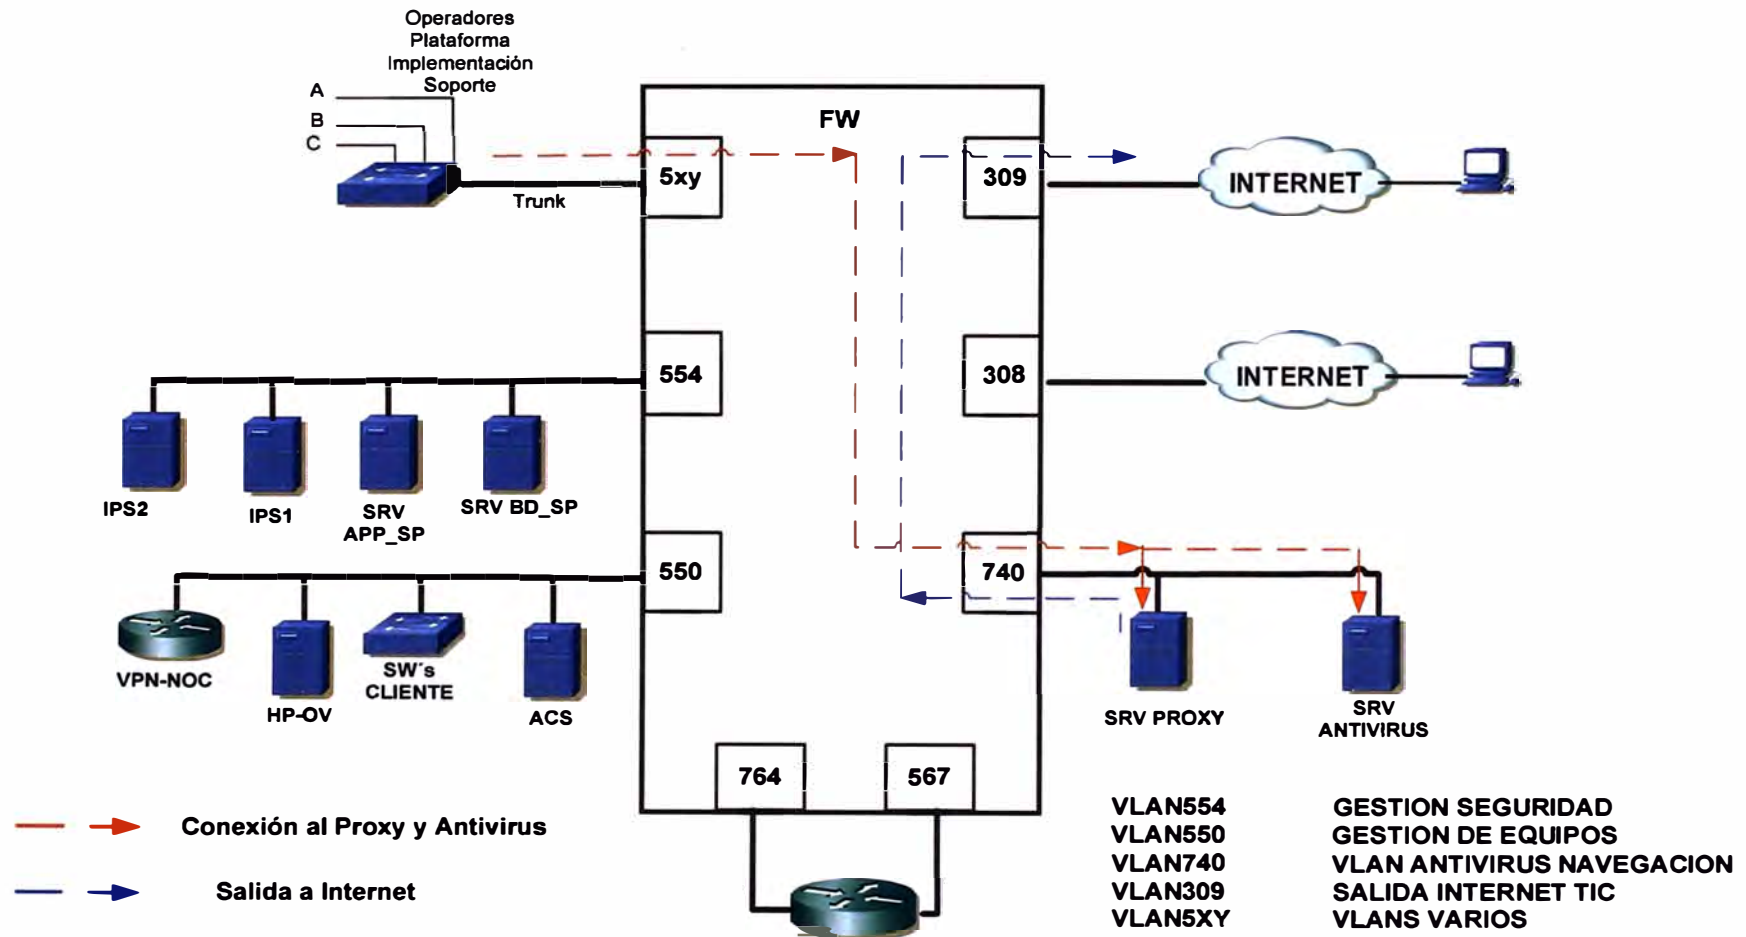 Operadores
Plataforma
Implementación
Soporte
A
B
C
Trunk
FW
5xy
309
INTERNET
554
308
INTERNET
IPS2
IPS1
SRV
APP_SP
SRV BD_SP
550
740
VPN-NOC
HP-OV
SW´s
CLIENTE
ACS
SRV PROXY
SRV
ANTIVIRUS
764
567
Conexión al Proxy y Antivirus
Salida a Internet
VLAN554 GESTION SEGURIDAD
VLAN550 GESTION DE EQUIPOS
VLAN740 VLAN ANTIVIRUS NAVEGACION
VLAN309 SALIDA INTERNET TIC
VLAN5XY VLANS VARIOS